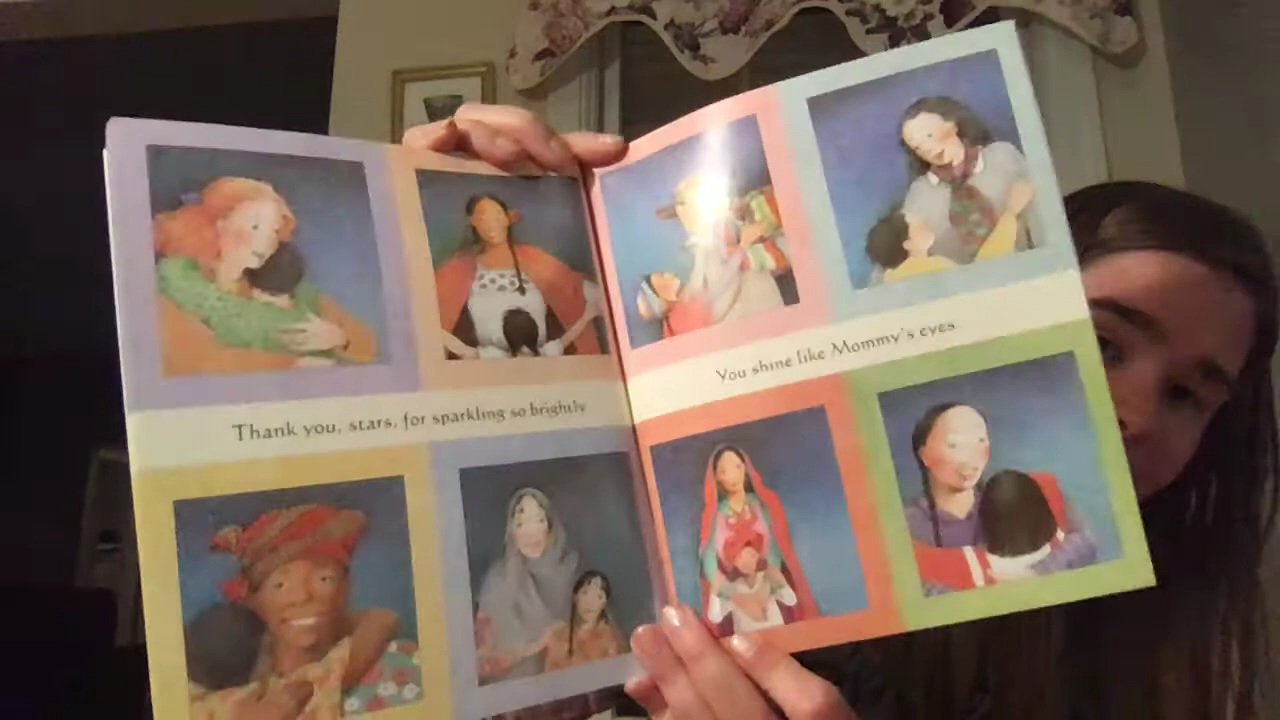 Thank you, stars, for sparkling so brightly
You shine like Mommy's eyes.